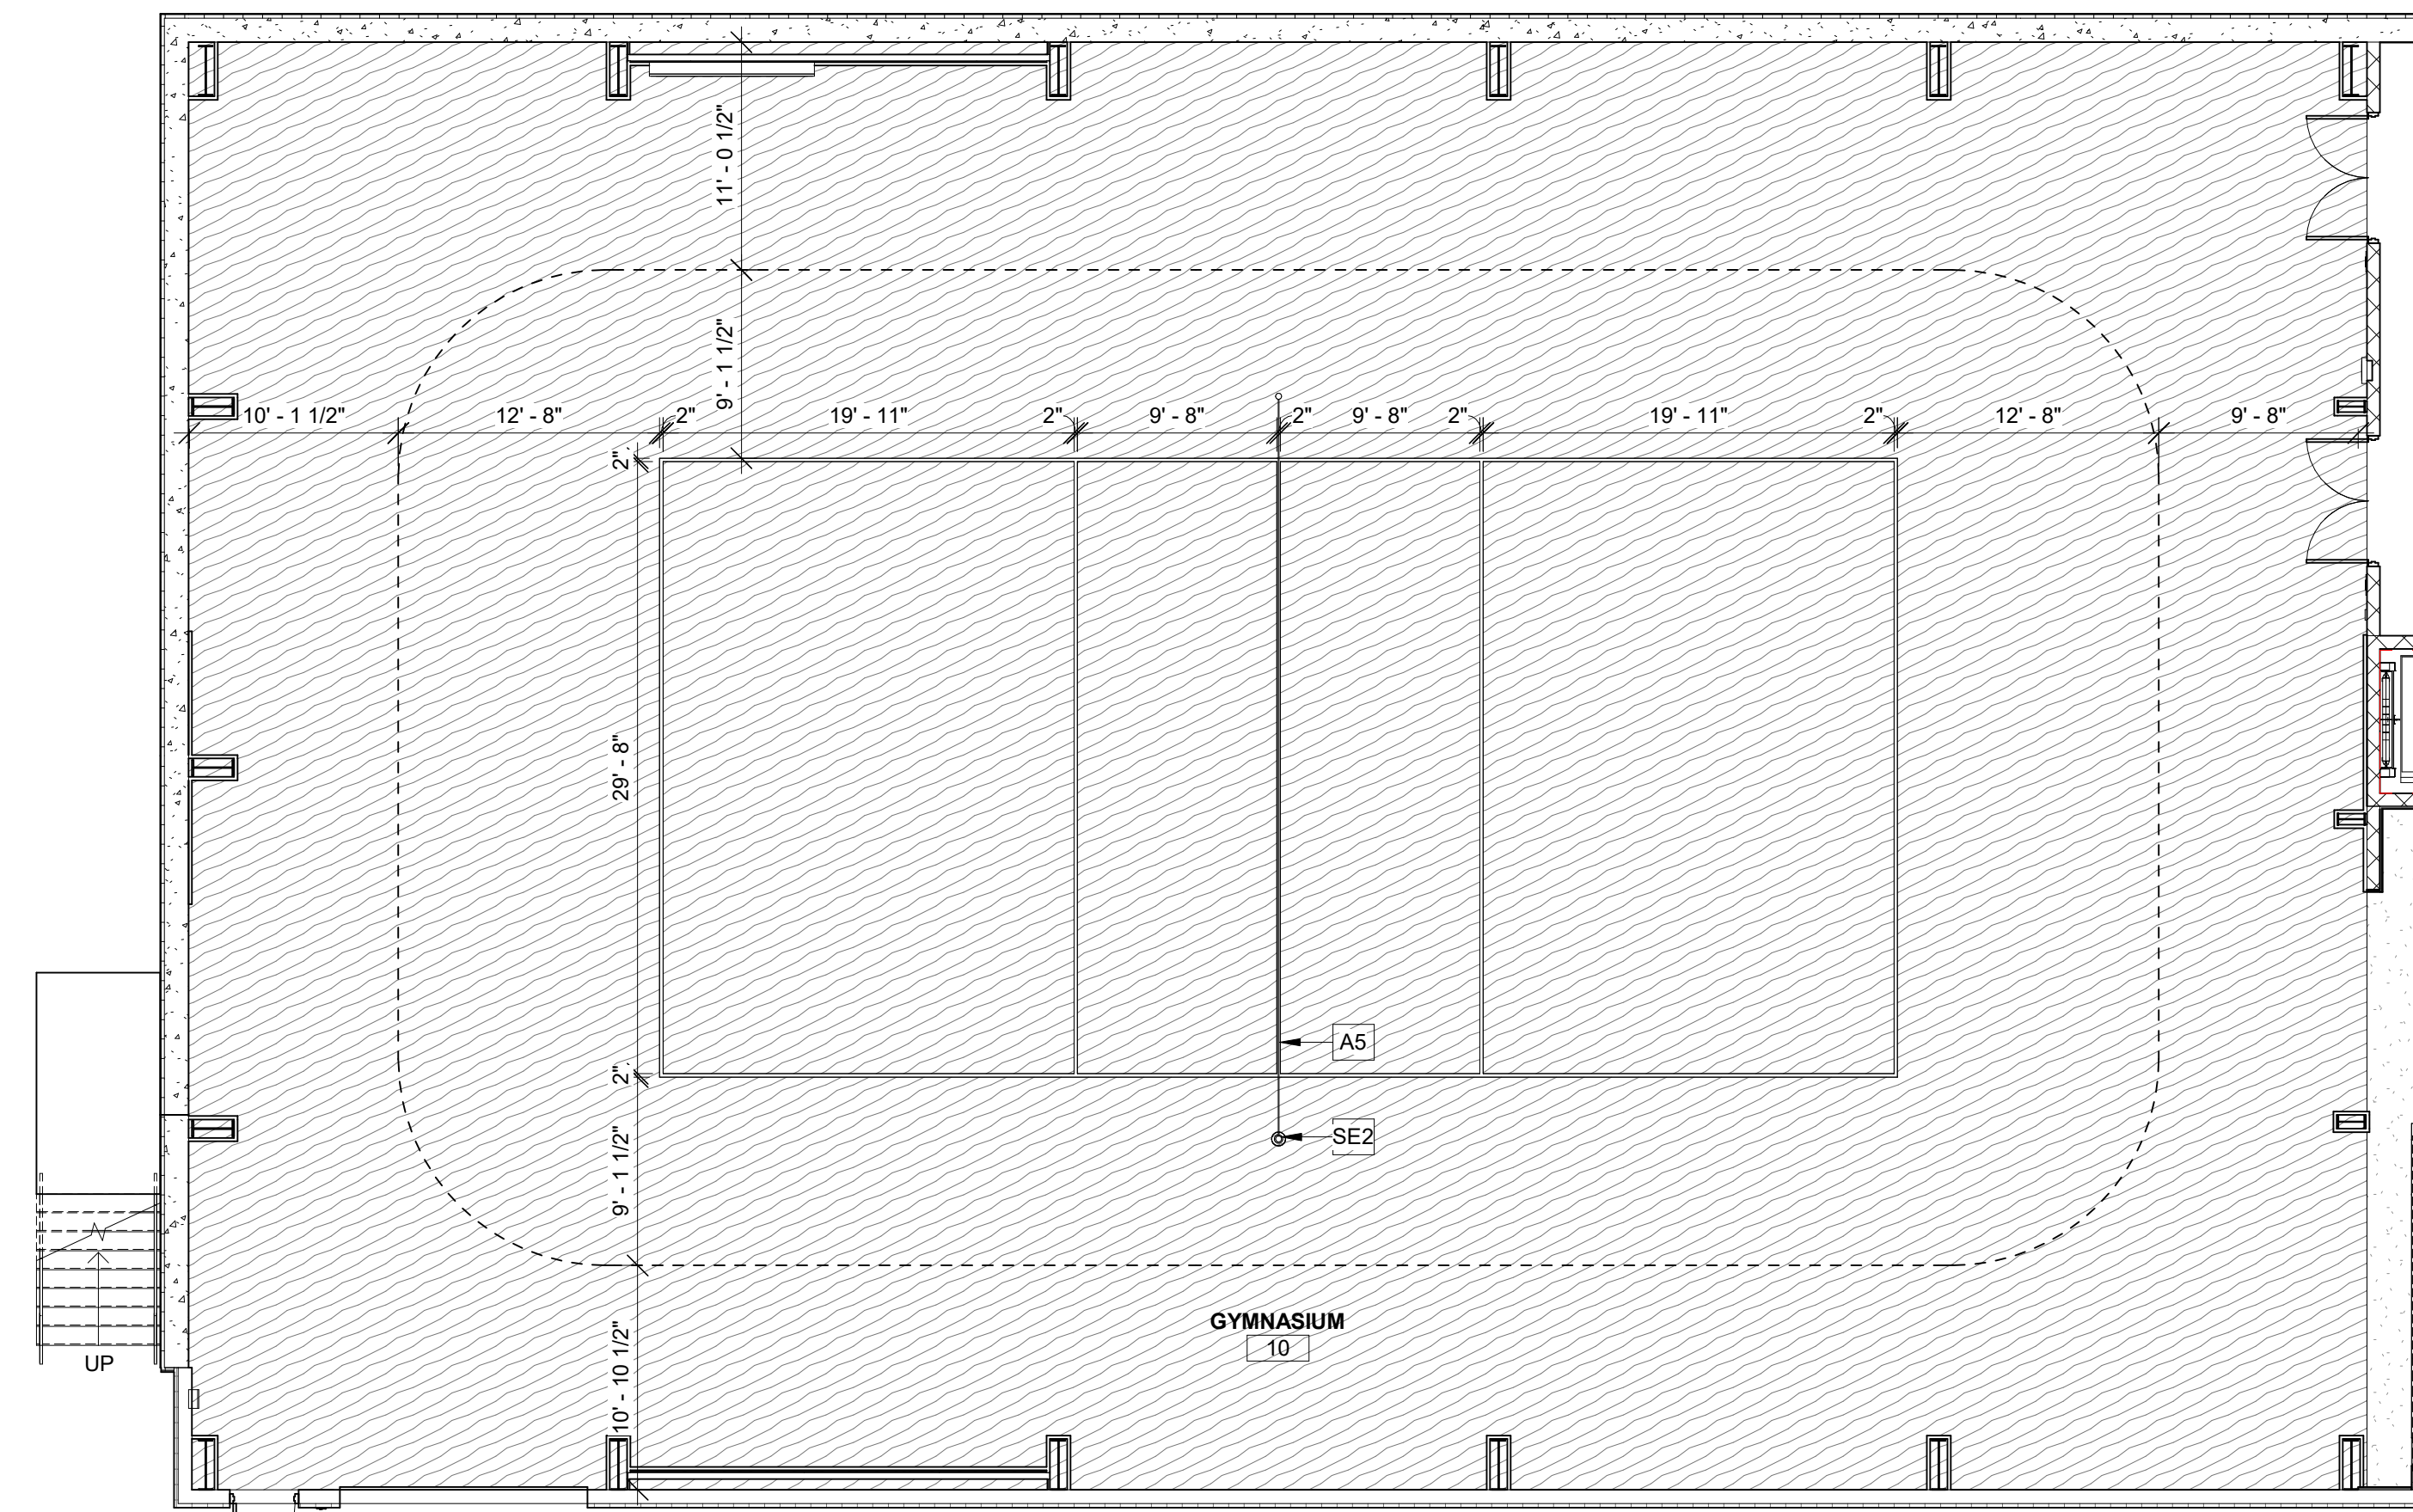 11' - 0 1/2"
9' - 1 1/2"
10' - 1 1/2"
12' - 8"
2"
19' - 11"
2"
9' - 8"
2"
9' - 8"
2"
19' - 11"
2"
12' - 8"
9' - 8"
2"
29' - 8"
A5
2"
SE2
9' - 1 1/2"
GYMNASIUM
10
UP
10' - 10 1/2"